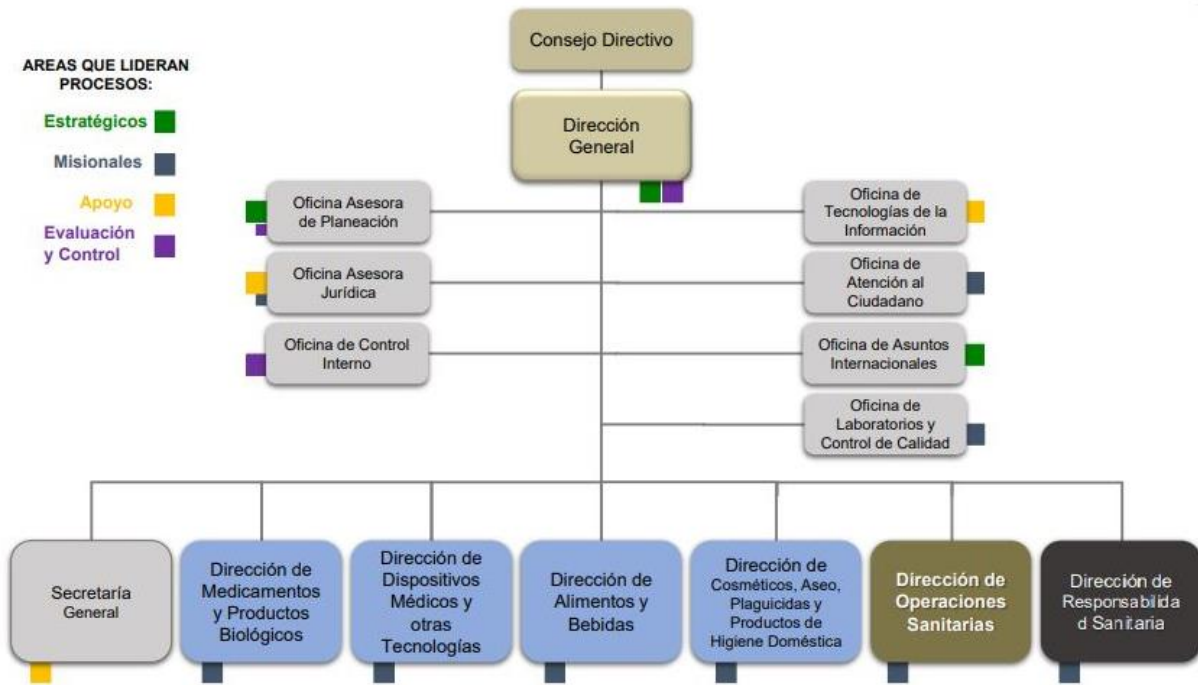 Consejo Directivo
AREAS QUE LIDERAN
PROCESOS:
Estratégicos
Misionales
Apoyo
Evaluación
y Control
Dirección
General
Oficina Asesora
de Planeación
Oficina de
Tecnologías de la
Información
Oficina Asesora
Jurídica
Oficina de
Atención al
Ciudadano
Oficina de Control
Interno
Oficina de Asuntos
Internacionales
Oficina de
Laboratorios y
Control de Calidad
Secretaría
General
Dirección de
Medicamentos
y Productos
Biológicos
Dirección de
Dispositivos
Médicos y
otras
Tecnologías
Dirección de
Alimentos y
Bebidas
Dirección de
Cosméticos, Aseo,
Plaguicidas y
Productos de
Higiene Doméstica
Dirección de
Operaciones
Sanitarias
Dirección de
Responsabilida
d Sanitaria